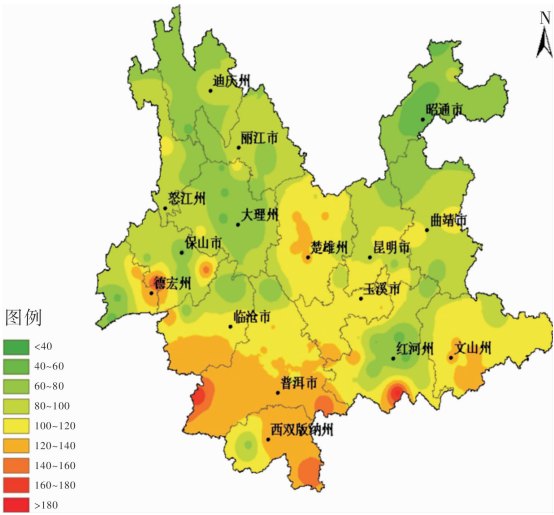 N
迪庆州
昭通市
丽江市
怒江州
大理州
曲靖市
保山市
楚雄州
昆明市
德宏州
玉溪市
图例
临沧市
<40
40~60
红河州
文山州
60~80
80~100
普洱市
100~120
120~140
西双版纳州
140~160
160~180
>180